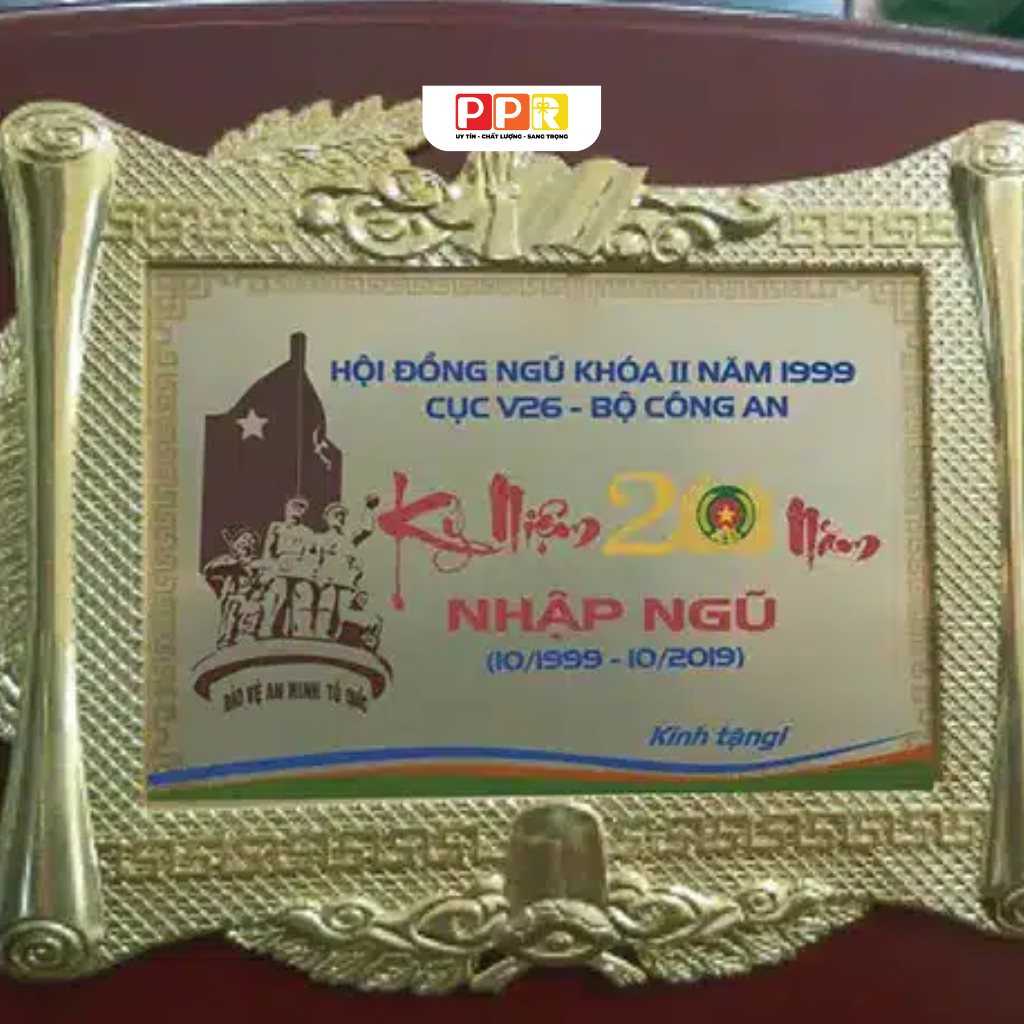 PPR
UY TÍN - CHẤT LƯỢNG - SANG TRỌNG
HỘI ĐỒNG NGŨ KHÓA II NĂM 1999
CỤC V26 - BỘ CÔNG AN
Kỷ Niệm 20 Năm
NHẬP NGŨ
(10/1999 - 10/2019)
BẢO VỆ AN NINH TỔ QUỐC
Kính tặng!